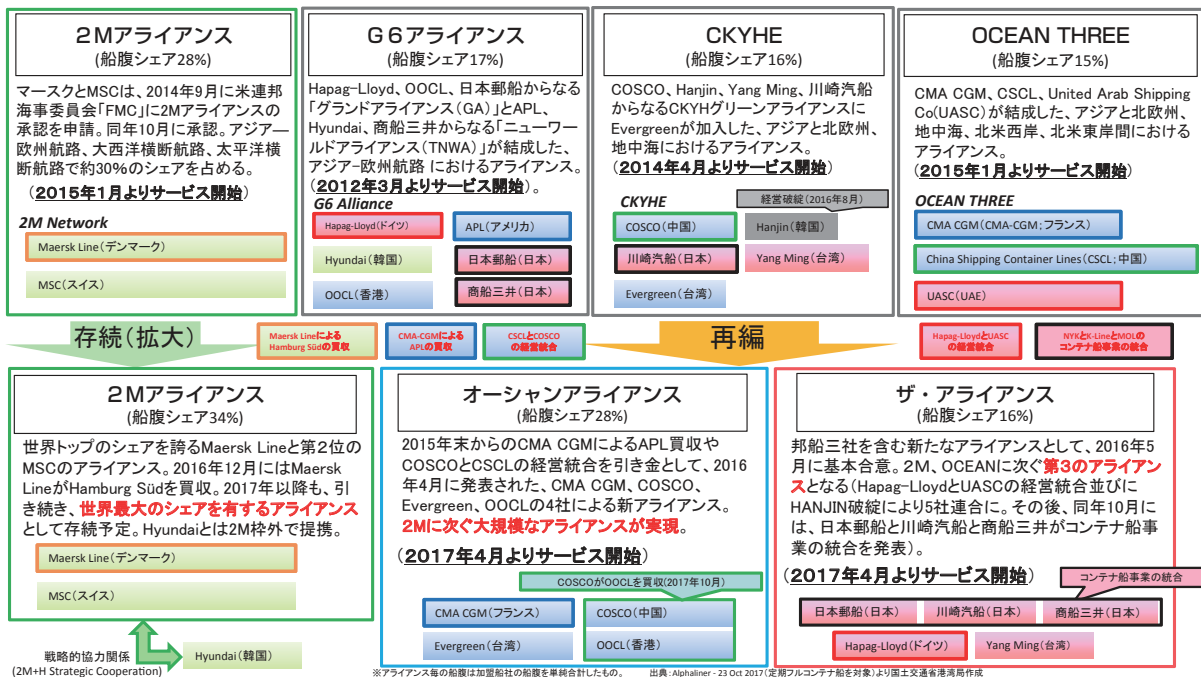 2Mアライアンス
(船腹シェア28%)
マースクとMSCは、2014年9月に米連邦
海事委員会「FMC」に2Mアライアンスの
承認を申請。同年10月に承認。アジア―
欧州航路、大西洋横断航路、太平洋横
断航路で約30%のシェアを占める。
(2015年1月よりサービス開始)
2M Network
Maersk Line(デンマーク)
MSC(スイス)
G6アライアンス
(船腹シェア17%)
Hapag-Lloyd、OOCL、日本郵船からなる
「グランドアライアンス(GA)」とAPL、
Hyundai、商船三井からなる「ニューワー
ルドアライアンス(TNWA)」が結成した、
アジア-欧州航路 におけるアライアンス。
(2012年3月よりサービス開始)。
G6 Alliance
Hapag-Lloyd(ドイツ)
APL(アメリカ)
Hyundai(韓国)
日本郵船(日本)
OOCL(香港)
商船三井(日本)
CKYHE
(船腹シェア16%)
COSCO、Hanjin、Yang Ming、川崎汽船
からなるCKYHグリーンアライアンスに
Evergreenが加入した、アジアと北欧州、
地中海におけるアライアンス。
(2014年4月よりサービス開始)
CKYHE
経営破綻(2016年8月)
COSCO(中国)
Hanjin(韓国)
川崎汽船(日本)
Yang Ming(台湾)
Evergreen(台湾)
OCEAN THREE
(船腹シェア15%)
CMA CGM、CSCL、United Arab Shipping
Co(UASC)が結成した、アジアと北欧州、
地中海、北米西岸、北米東岸間における
アライアンス。
(2015年1月よりサービス開始)
OCEAN THREE
CMA CGM(CMA-CGM;フランス)
China Shipping Container Lines(CSCL;中国)
UASC(UAE)
存続(拡大)
Maersk Lineによる
Hamburg Südの買収
CMA-CGMによる
APLの買収
CSCLとCOSCO
の経営統合
再編
Hapag-LloydとUASC
の経営統合
NYKとK-LineとMOLの
コンテナ船事業の統合
2Mアライアンス
(船腹シェア34%)
世界トップのシェアを誇るMaersk Lineと第2位の
MSCのアライアンス。2016年12月にはMaersk
LineがHamburg Südを買収。2017年以降も、引
き続き、世界最大のシェアを有するアライアンス
として存続予定。Hyundaiとは2M枠外で提携。
Maersk Line(デンマーク)
MSC(スイス)
戦略的協力関係
(2M+H Strategic Cooperation)
Hyundai(韓国)
オーシャンアライアンス
(船腹シェア28%)
2015年末からのCMA CGMによるAPL買収や
COSCOとCSCLの経営統合を引き金として、2016
年4月に発表された、CMA CGM、COSCO、
Evergreen、OOCLの4社による新アライアンス。
2Mに次ぐ大規模なアライアンスが実現。
(2017年4月よりサービス開始)
COSCOがOOCLを買収(2017年10月)
CMA CGM(フランス)
COSCO(中国)
Evergreen(台湾)
OOCL(香港)
ザ・アライアンス
(船腹シェア16%)
邦船三社を含む新たなアライアンスとして、2016年5
月に基本合意。2M、OCEANに次ぐ第3のアライアン
スとなる(Hapag-LloydとUASCの経営統合並びに
HANJIN破綻により5社連合に。その後、同年10月に
は、日本郵船と川崎汽船と商船三井がコンテナ船事
業の統合を発表)。
(2017年4月よりサービス開始)
コンテナ船事業の統合
日本郵船(日本)
川崎汽船(日本)
商船三井(日本)
Hapag-Lloyd(ドイツ)
Yang Ming(台湾)
※アライアンス毎の船腹は加盟船社の船腹を単純合計したもの。
出典:Alphaliner - 23 Oct 2017(定期フルコンテナ船を対象)より国土交通省港湾局作成